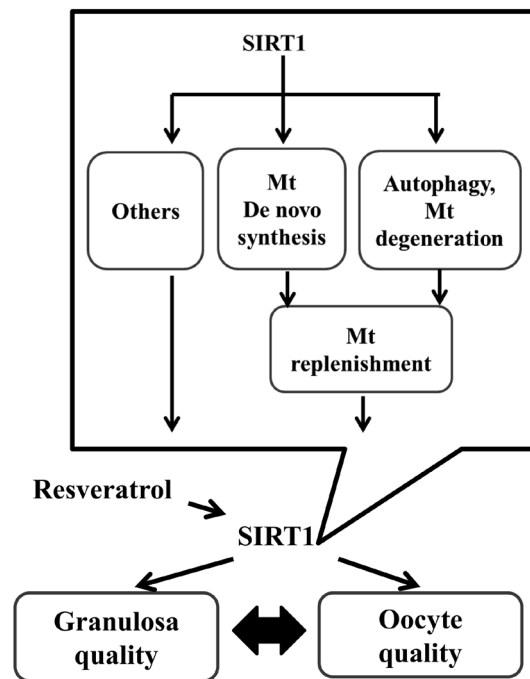 SIRT1
Others
Mt
De novo
synthesis
Autophagy,
Mt
degeneration
Mt
replenishment
Resveratrol
SIRT1
Granulosa
quality
Oocyte
quality